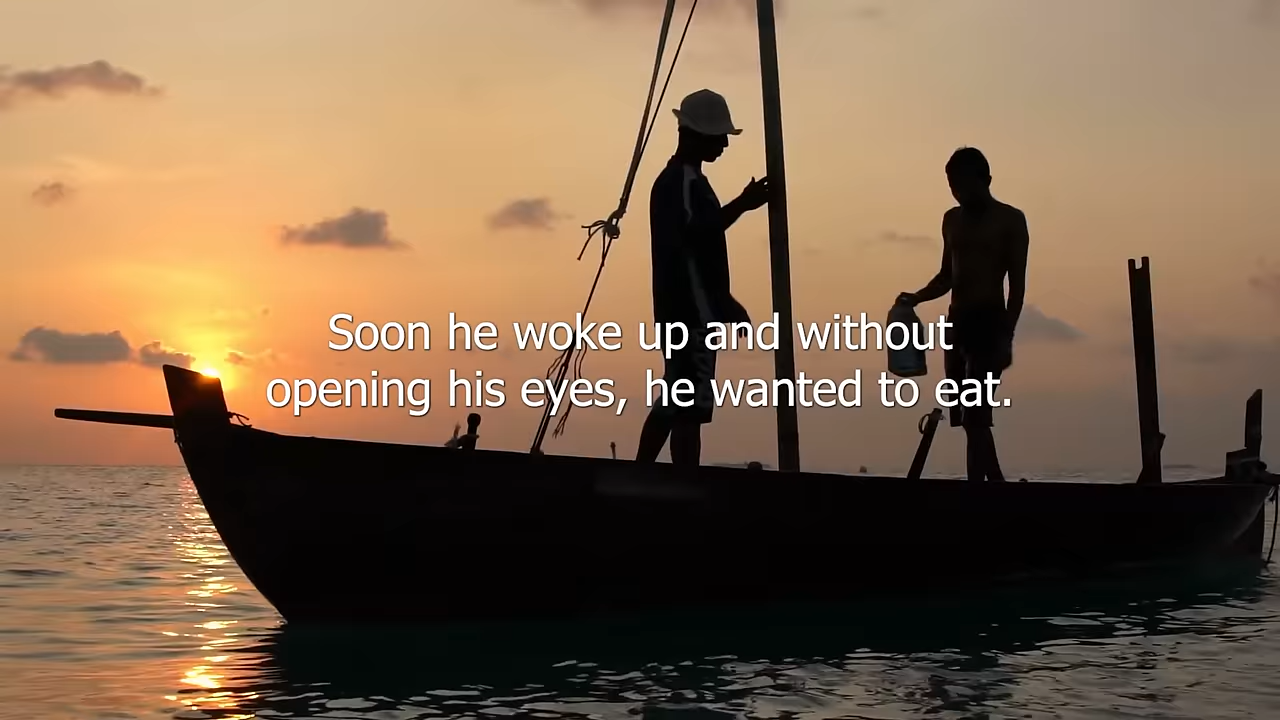 Soon he woke up and without
opening his eyes, he wanted to eat.